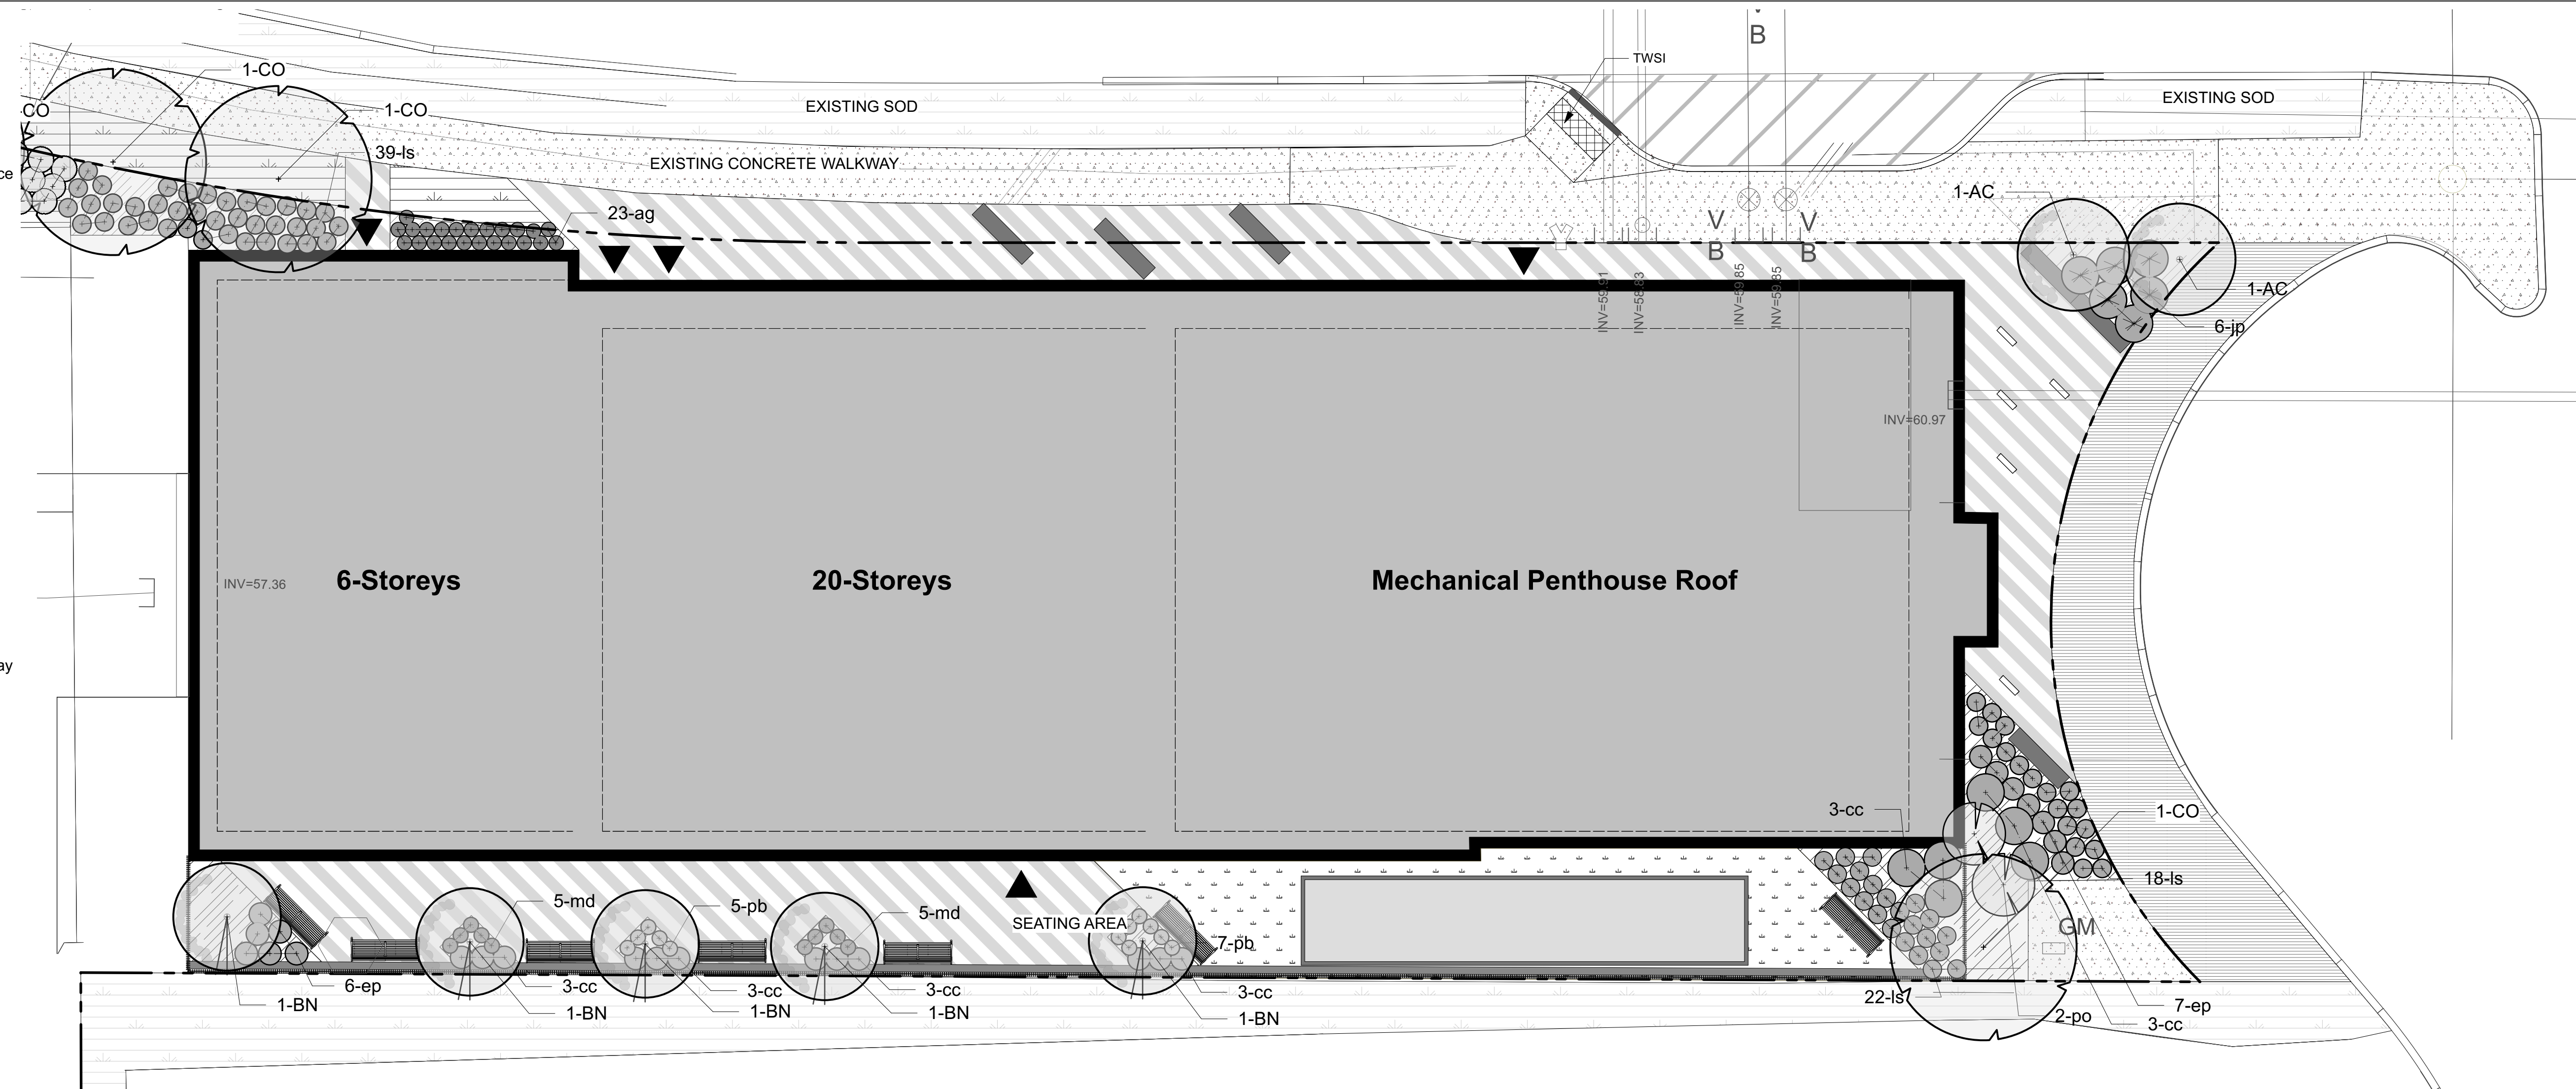 B
TWSI
1-CO
EXISTING SOD
EXISTING SOD
CO
1-CO
39-ls
EXISTING CONCRETE WALKWAY
ce
1-AC
23-ag
V
V
B
B
1-AC
INV=59.91
INV=58.83
INV=59.85
INV=59.85
6-jp
INV=60.97
INV=57.36
6-Storeys
20-Storeys
Mechanical Penthouse Roof
ay
3-cc
1-CO
18-ls
5-md
5-pb
5-md
SEATING AREA
GM
7-pb
6-ep
3-cc
3-cc
3-cc
3-cc
22-ls
1-BN
1-BN
1-BN
1-BN
1-BN
7-ep
2-po
3-cc